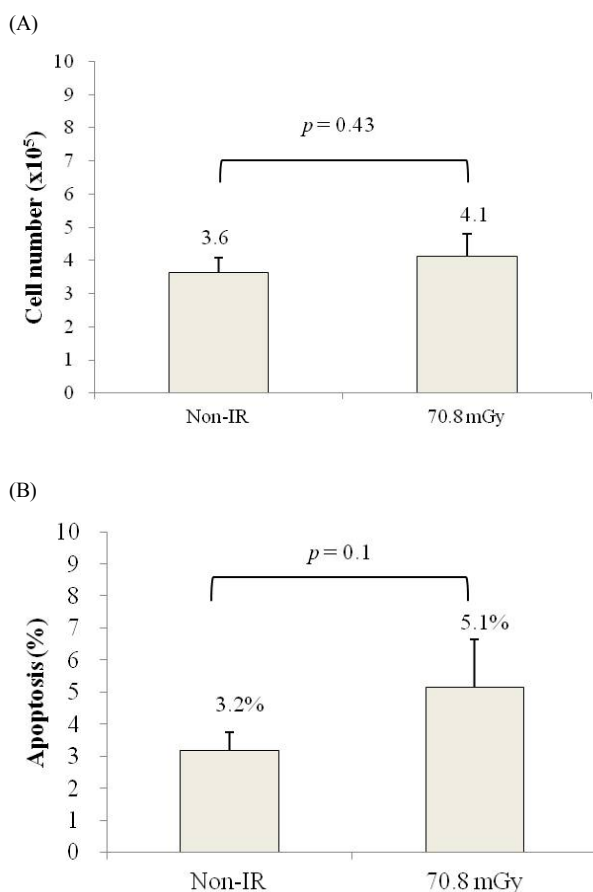 (A)
10
9
8
7
6
5
4
3
2
1
0
Cell number (x10⁵)
p = 0.43
3.6
4.1
Non-IR
70.8 mGy
(B)
10
9
8
7
6
5
4
3
2
1
0
Apoptosis (%)
p = 0.1
3.2%
5.1%
Non-IR
70.8 mGy